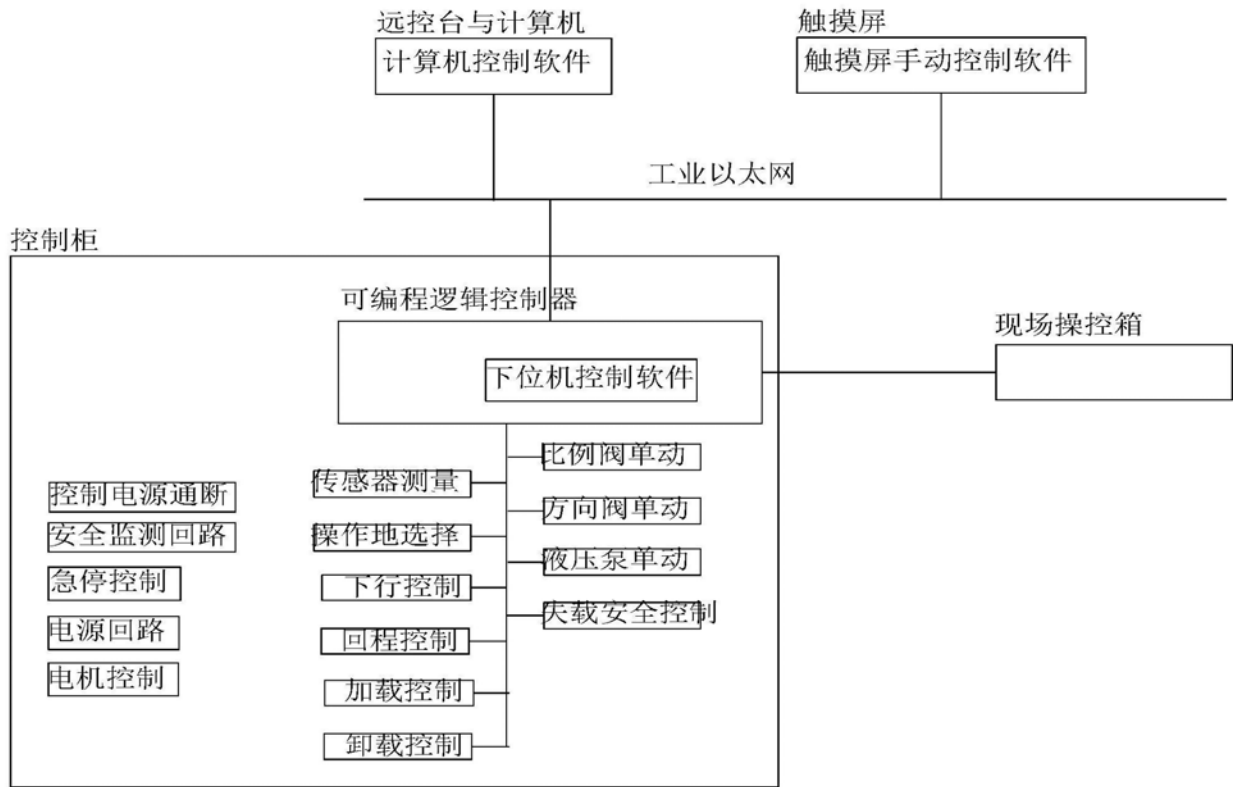 远控台与计算机
计算机控制软件
触摸屏
触摸屏手动控制软件
工业以太网
控制柜
可编程逻辑控制器
下位机控制软件
现场操控箱
控制电源通断
安全监测回路
急停控制
电源回路
电机控制
传感器测量
操作地选择
下行控制
回程控制
加载控制
卸载控制
比例阀单动
方向阀单动
液压泵单动
失载安全控制